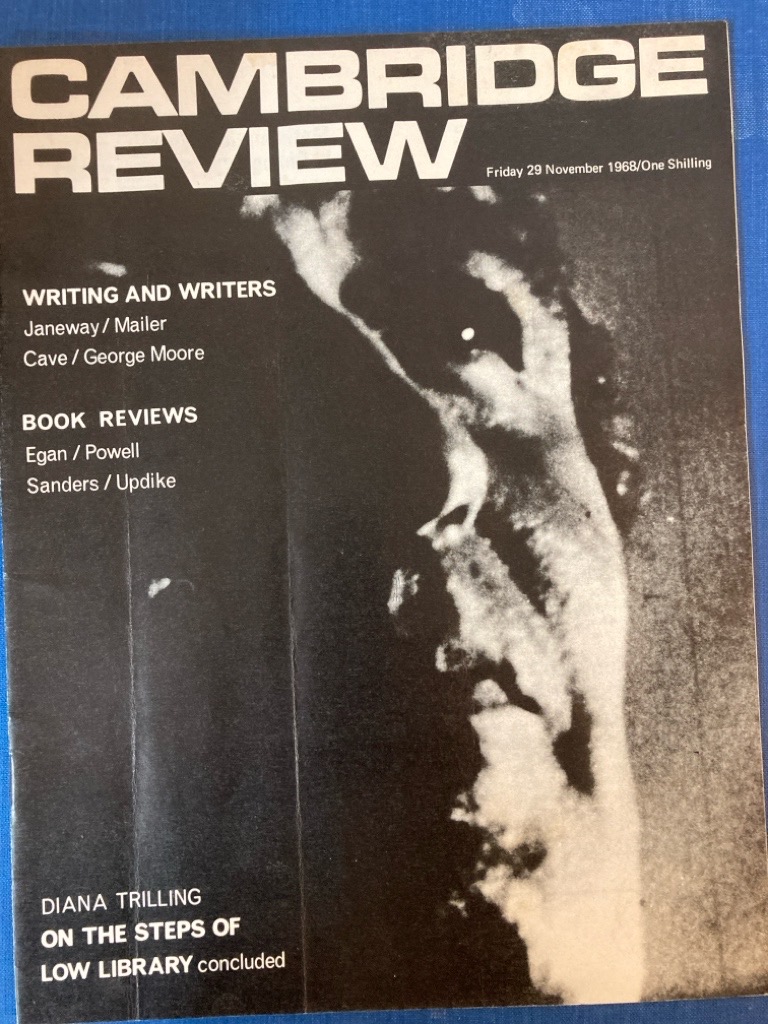 CAMBRIDGE
REVIEW
Friday 29 November 1968/One Shilling
WRITING AND WRITERS
Janeway / Mailer
Cave / George Moore
BOOK REVIEWS
Egan / Powell
Sanders / Updike
DIANA TRILLING
ON THE STEPS OF
LOW LIBRARY concluded